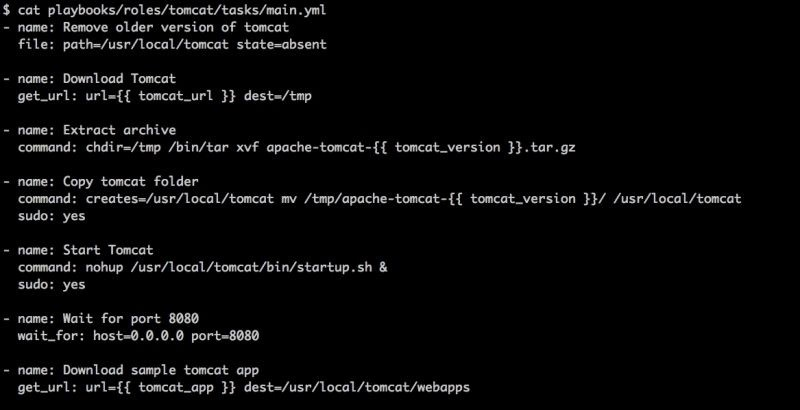 $ cat playbooks/roles/tomcat/tasks/main.yml
- name: Remove older version of tomcat
  file: path=/usr/local/tomcat state=absent

- name: Download Tomcat
  get_url: url={{ tomcat_url }} dest=/tmp

- name: Extract archive
  command: chdir=/tmp /bin/tar xvf apache-tomcat-{{ tomcat_version }}.tar.gz

- name: Copy tomcat folder
  command: creates=/usr/local/tomcat mv /tmp/apache-tomcat-{{ tomcat_version }}/ /usr/local/tomcat
  sudo: yes

- name: Start Tomcat
  command: nohup /usr/local/tomcat/bin/startup.sh &
  sudo: yes

- name: Wait for port 8080
  wait_for: host=0.0.0.0 port=8080

- name: Download sample tomcat app
  get_url: url={{ tomcat_app }} dest=/usr/local/tomcat/webapps